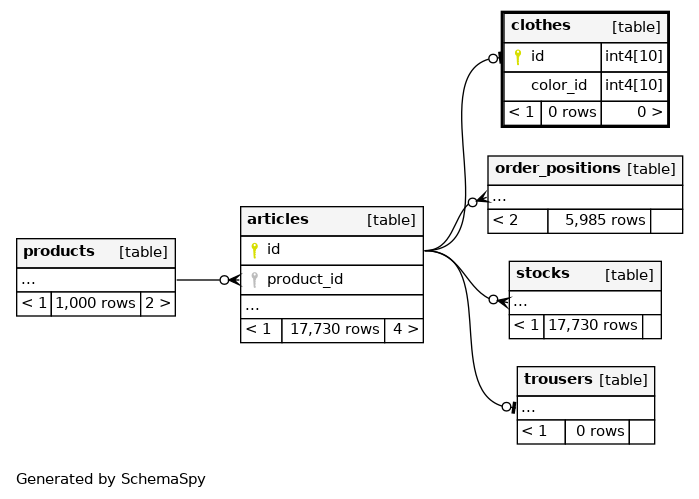 clothes [table]
id int4[10]
color_id int4[10]
< 1 0 rows 0 >
order_positions [table]
...
< 2 5,985 rows
articles [table]
id
product_id
...
< 1 17,730 rows 4 >
products [table]
...
< 1 1,000 rows 2 >
stocks [table]
...
< 1 17,730 rows
trousers [table]
...
< 1 0 rows
Generated by SchemaSpy